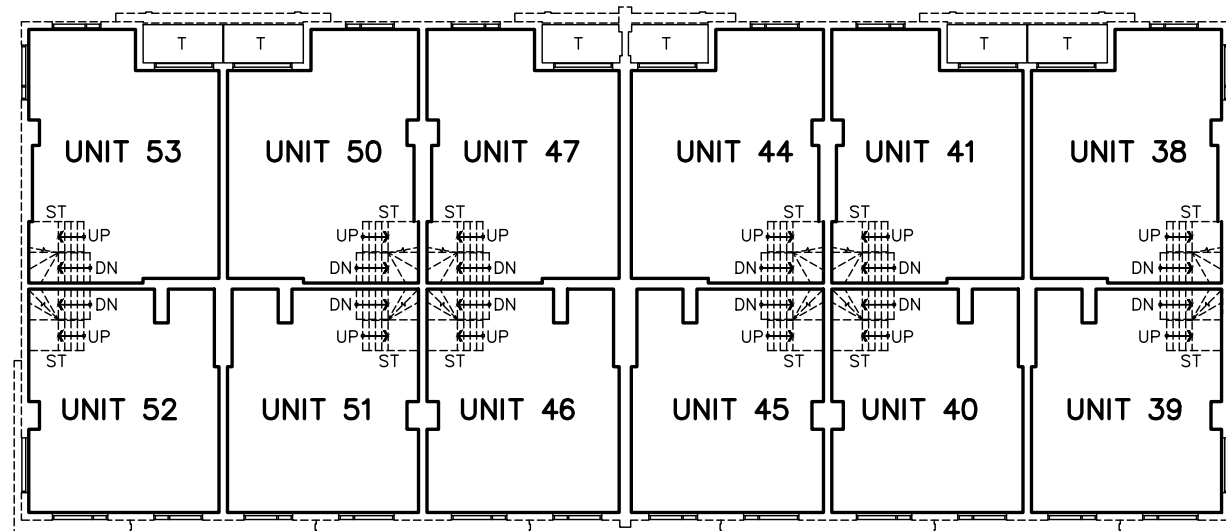 T T T T T T
UNIT 53 UNIT 50 UNIT 47 UNIT 44 UNIT 41 UNIT 38
ST ST ST ST ST ST
UP UP UP UP UP UP
DN DN DN DN DN DN
DN DN DN DN DN DN
UP UP UP UP UP UP
ST ST ST ST ST ST
UNIT 52 UNIT 51 UNIT 46 UNIT 45 UNIT 40 UNIT 39